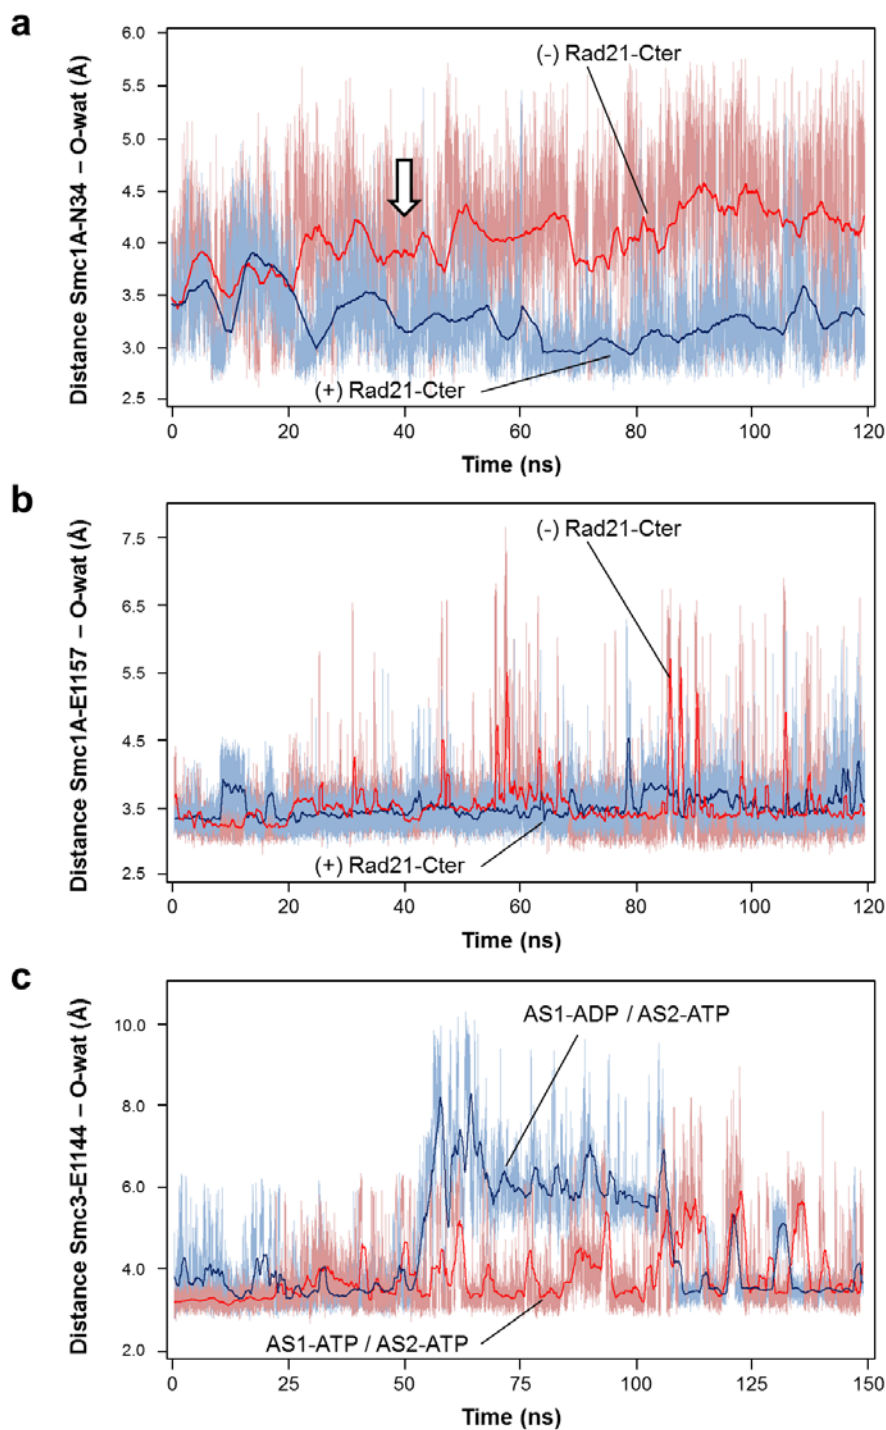 a
Distance Smc1A-N34 – O-wat (Å)
6.0
5.5
5.0
4.5
4.0
3.5
3.0
2.5
(-) Rad21-Cter
(+) Rad21-Cter
0 20 40 60 80 100 120
Time (ns)
b
Distance Smc1A-E1157 – O-wat (Å)
7.5
6.5
5.5
4.5
3.5
2.5
(-) Rad21-Cter
(+) Rad21-Cter
0 20 40 60 80 100 120
Time (ns)
c
Distance Smc3-E1144 – O-wat (Å)
10.0
8.0
6.0
4.0
2.0
AS1-ADP / AS2-ATP
AS1-ATP / AS2-ATP
0 25 50 75 100 125 150
Time (ns)